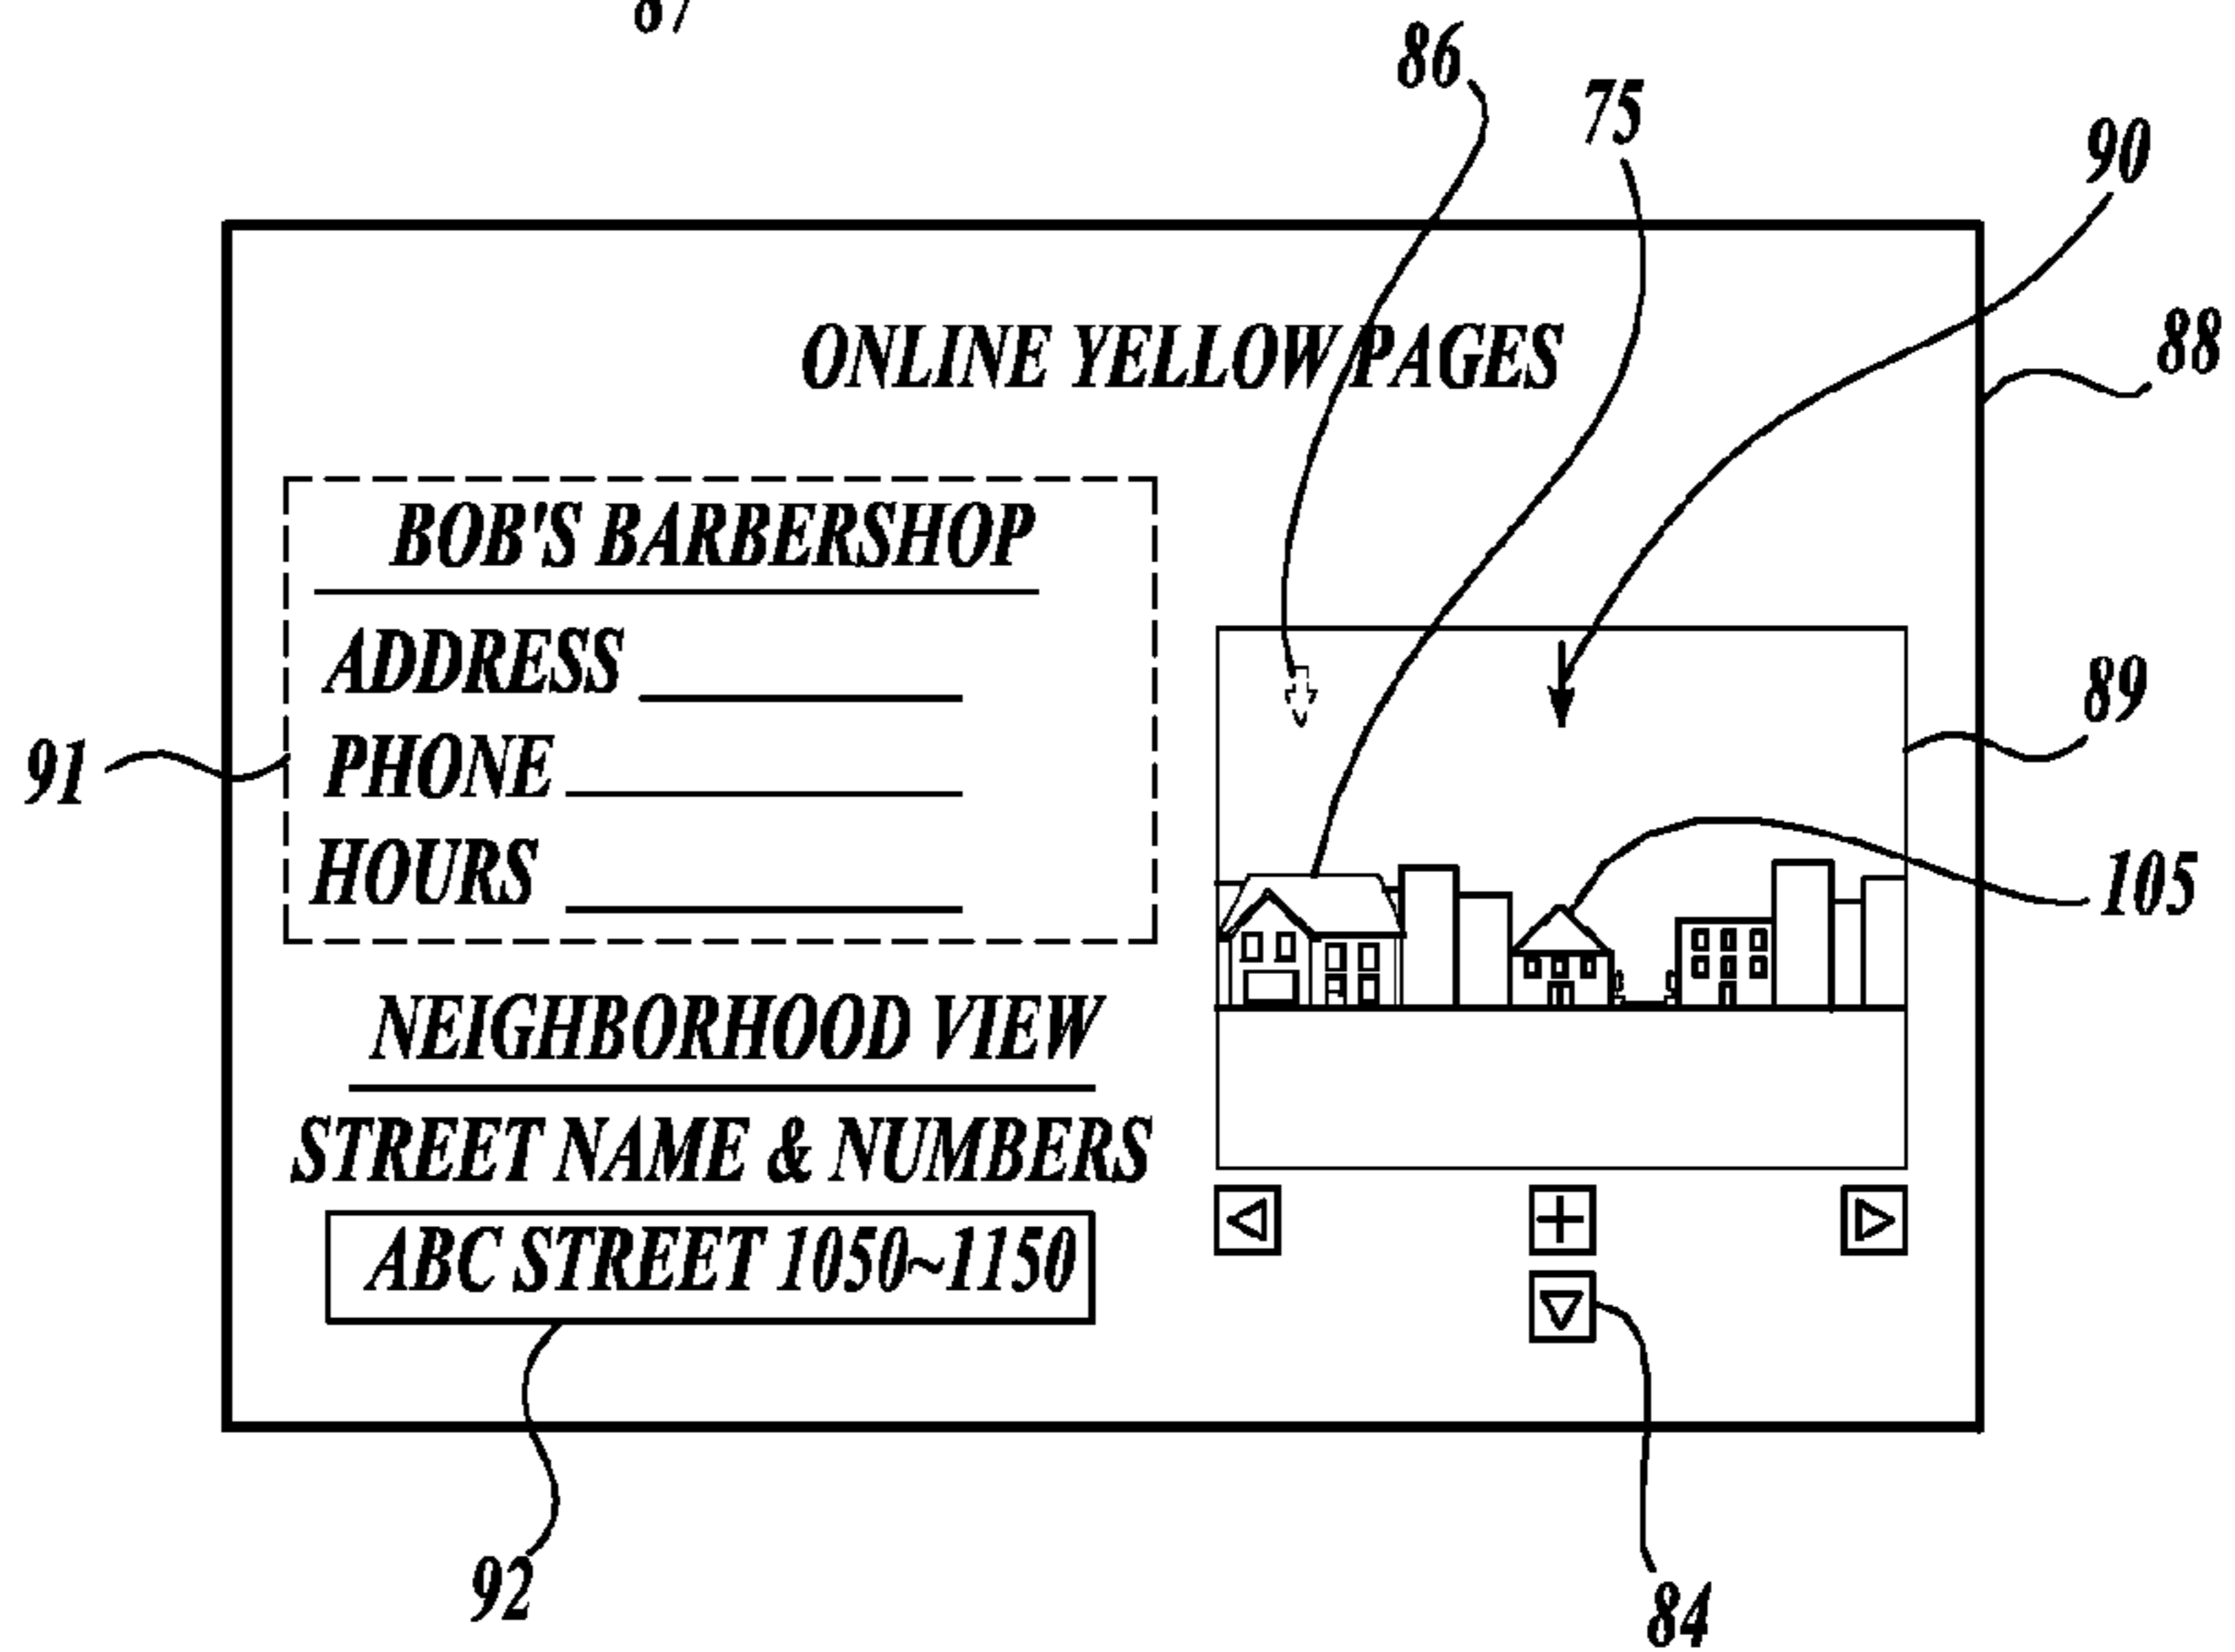 87
86
75
90
ONLINE YELLOW PAGES
88
BOB'S BARBERSHOP
ADDRESS
PHONE
HOURS
91
89
105
NEIGHBORHOOD VIEW
STREET NAME & NUMBERS
ABC STREET 1050~1150
92
84